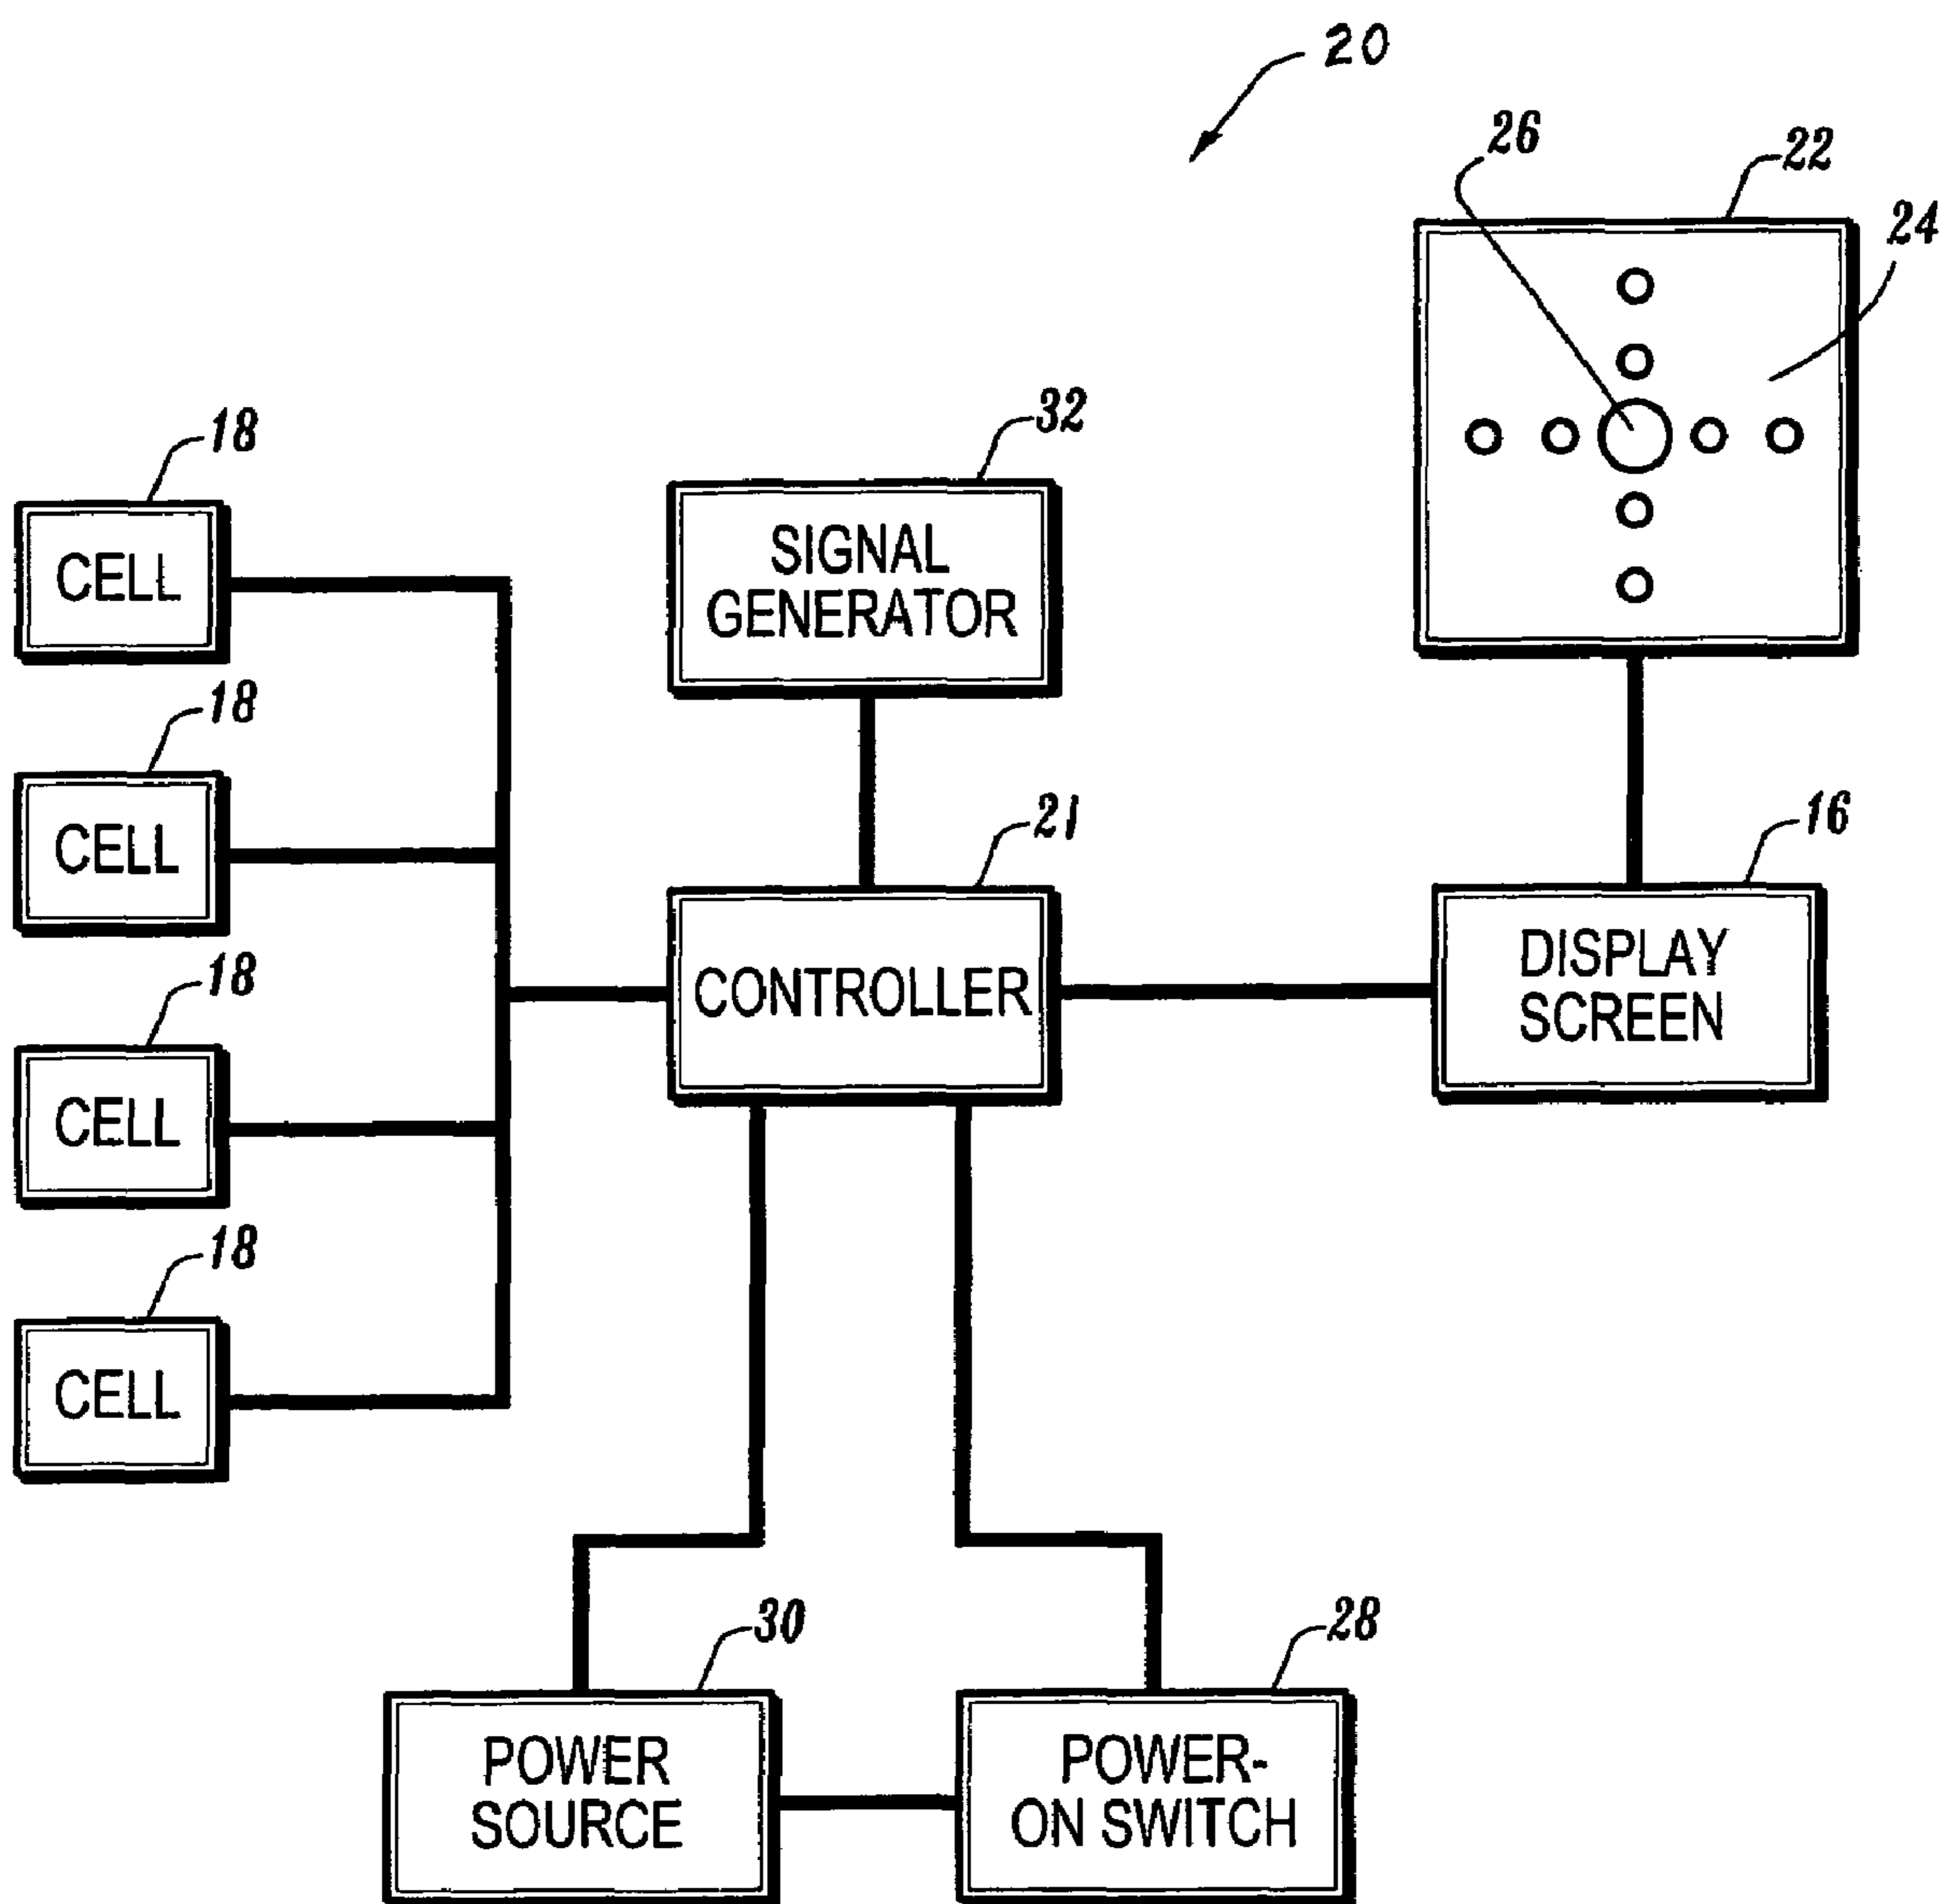 20
26
22
24
18
CELL
32
SIGNAL
GENERATOR
18
CELL
21
CONTROLLER
16
DISPLAY
SCREEN
18
CELL
18
CELL
30
POWER
SOURCE
28
POWER-
ON SWITCH